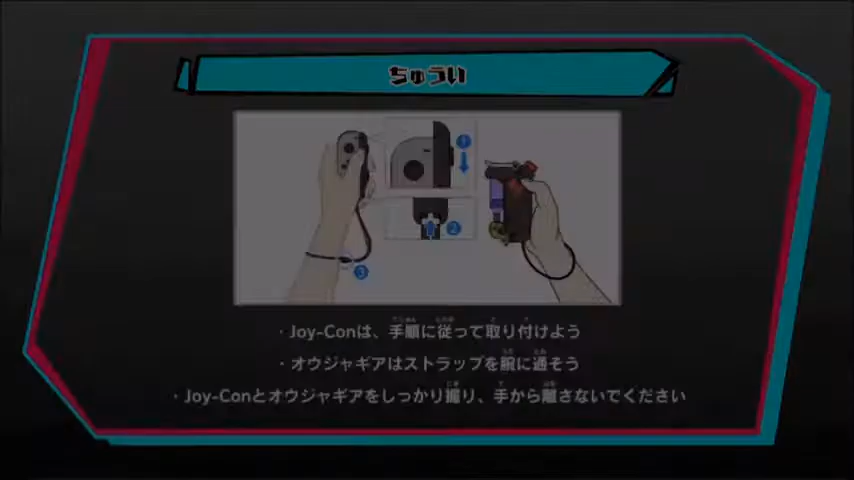 ちゅうい
1
2
3
・Joy-Conは、手順に従って取り付けよう
・オウジャギアはストラップを腕に通そう
・Joy-Conとオウジャギアをしっかり握り、手から離さないでください